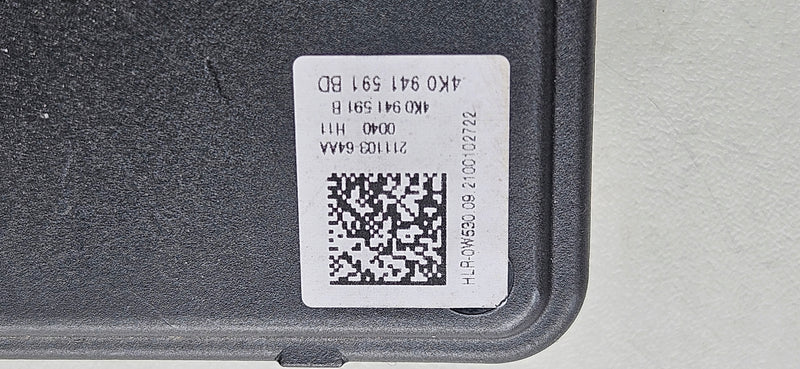 4K0 941 591 BD
4K0 941 591 B
0040 H11
211103 64AA
HLR-0W530 09.2100102722